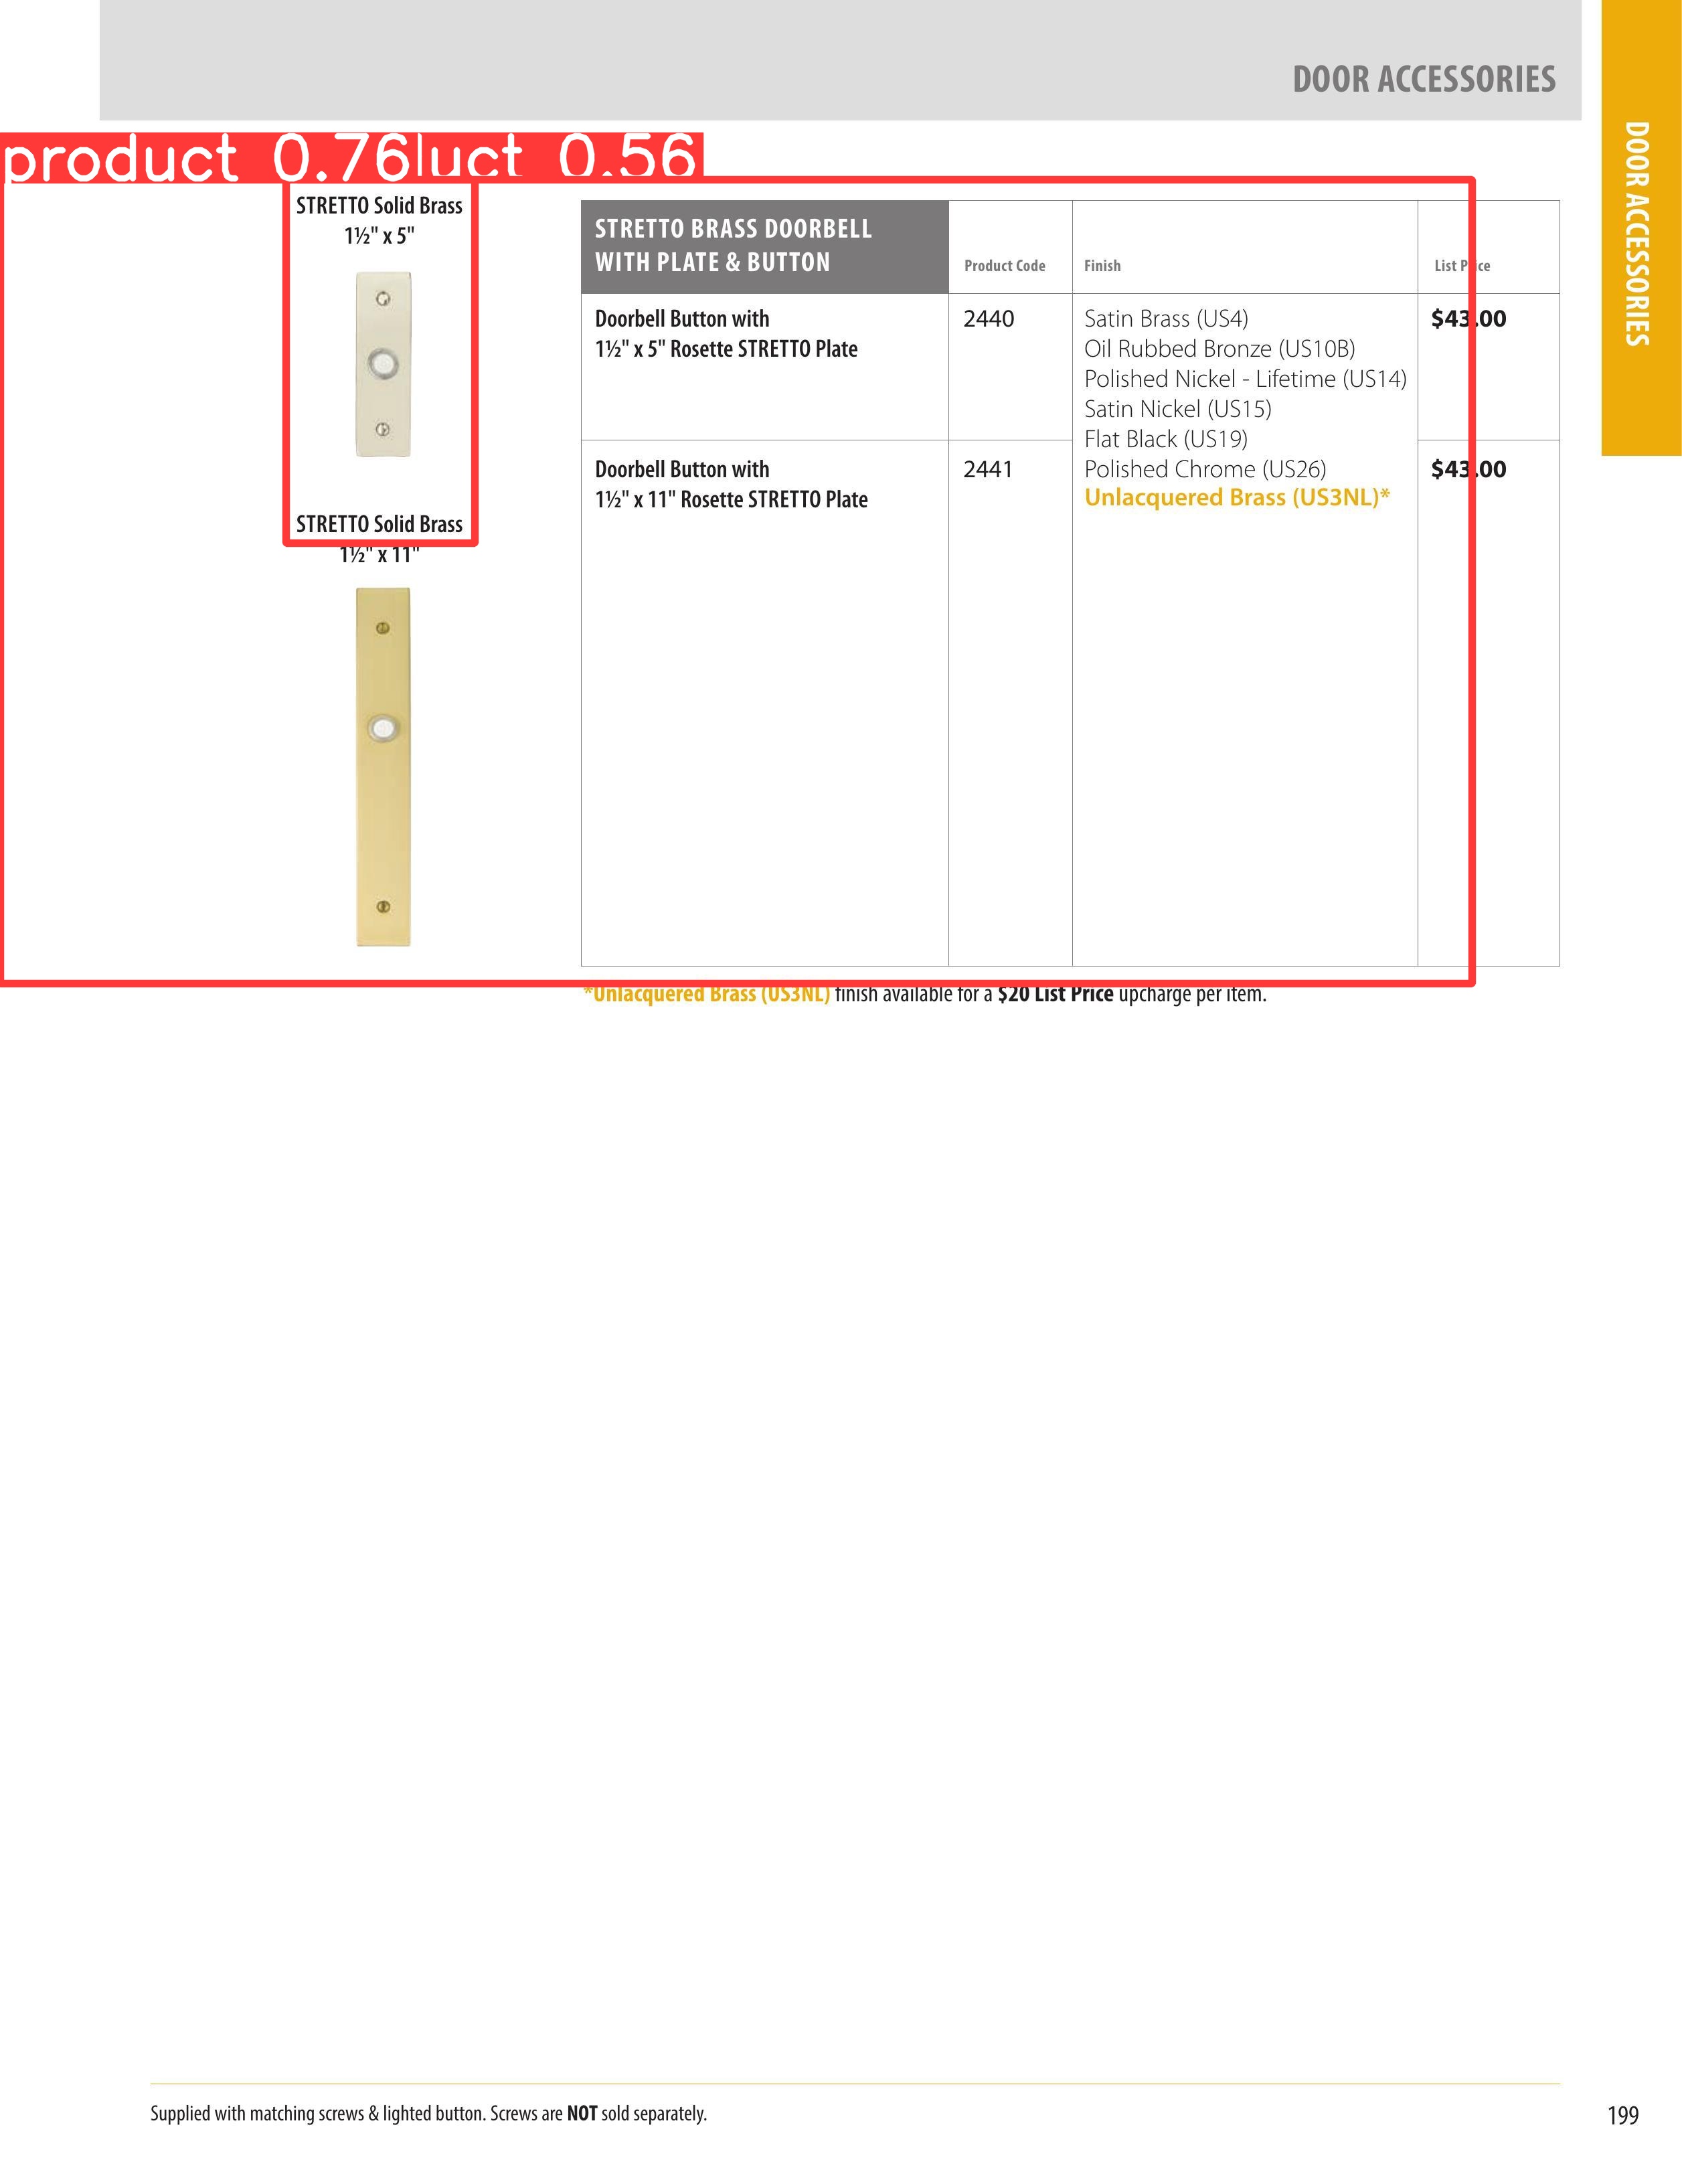 DOOR ACCESSORIES
DOOR ACCESSORIES
product 0.76
luct 0.56
STRETTO Solid Brass
1½" x 5"
STRETTO Solid Brass
1½" x 11"
STRETTO BRASS DOORBELL
WITH PLATE & BUTTON
Product Code
Finish
List Price
Doorbell Button with
1½" x 5" Rosette STRETTO Plate
2440
Satin Brass (US4)
Oil Rubbed Bronze (US10B)
Polished Nickel - Lifetime (US14)
Satin Nickel (US15)
Flat Black (US19)
Polished Chrome (US26)
Unlacquered Brass (US3NL)*
$43.00
Doorbell Button with
1½" x 11" Rosette STRETTO Plate
2441
$43.00
*Unlacquered Brass (US3NL) finish available for a $20 List Price upcharge per item.
Supplied with matching screws & lighted button. Screws are NOT sold separately.
199